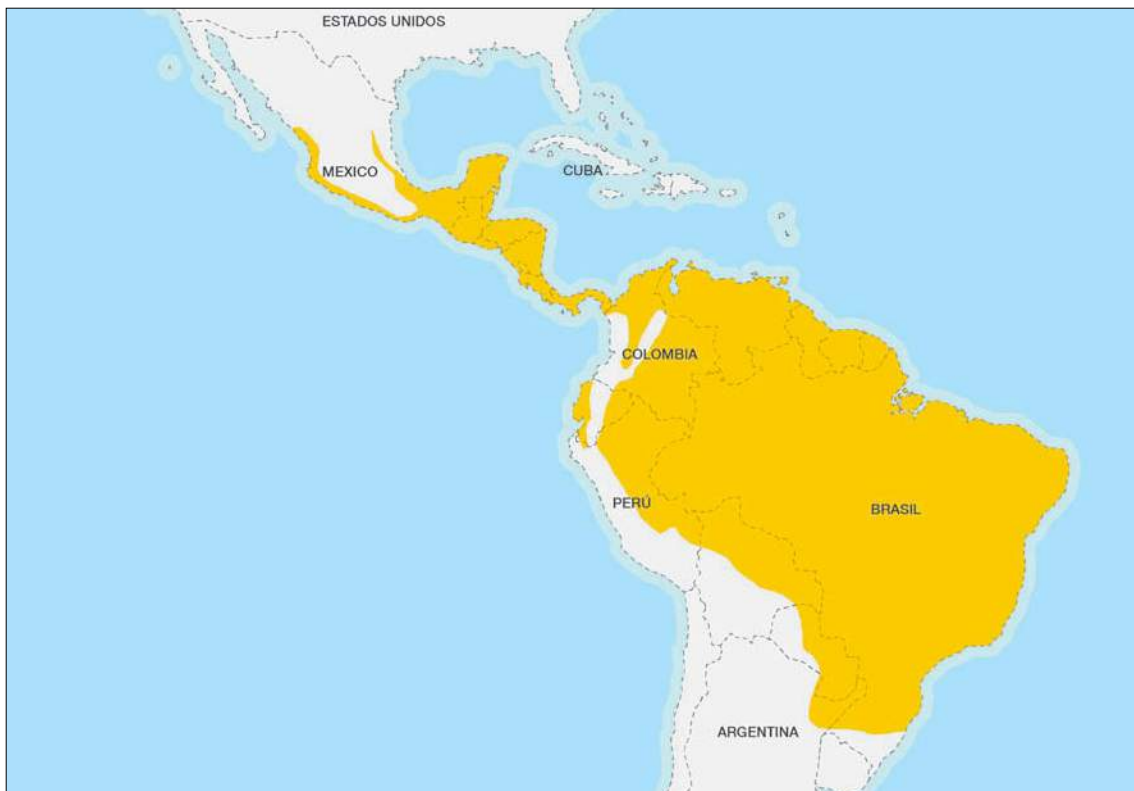 ESTADOS UNIDOS
MEXICO
CUBA
COLOMBIA
PERÚ
BRASIL
ARGENTINA